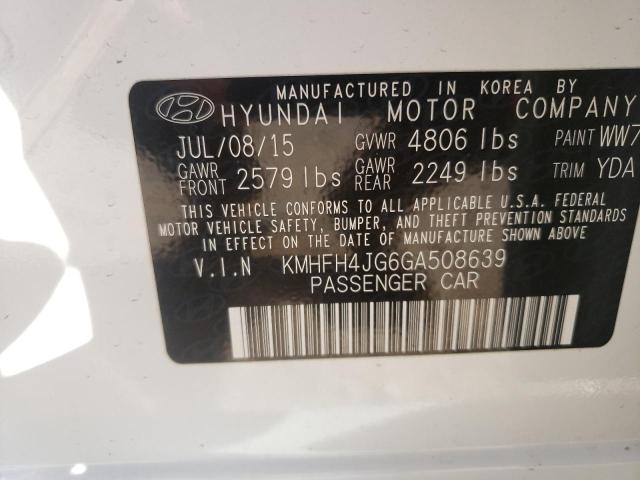 MANUFACTURED IN KOREA BY
HYUNDAI MOTOR COMPANY
JUL/08/15 GVWR 4806 lbs PAINT WW7
GAWR FRONT 2579 lbs GAWR REAR 2249 lbs TRIM YDA
THIS VEHICLE CONFORMS TO ALL APPLICABLE U.S.A. FEDERAL
MOTOR VEHICLE SAFETY, BUMPER, AND THEFT PREVENTION STANDARDS
IN EFFECT ON THE DATE OF MANUFACTURE SHOWN ABOVE.
V.I.N KMHFH4JG6GA508639
PASSENGER CAR